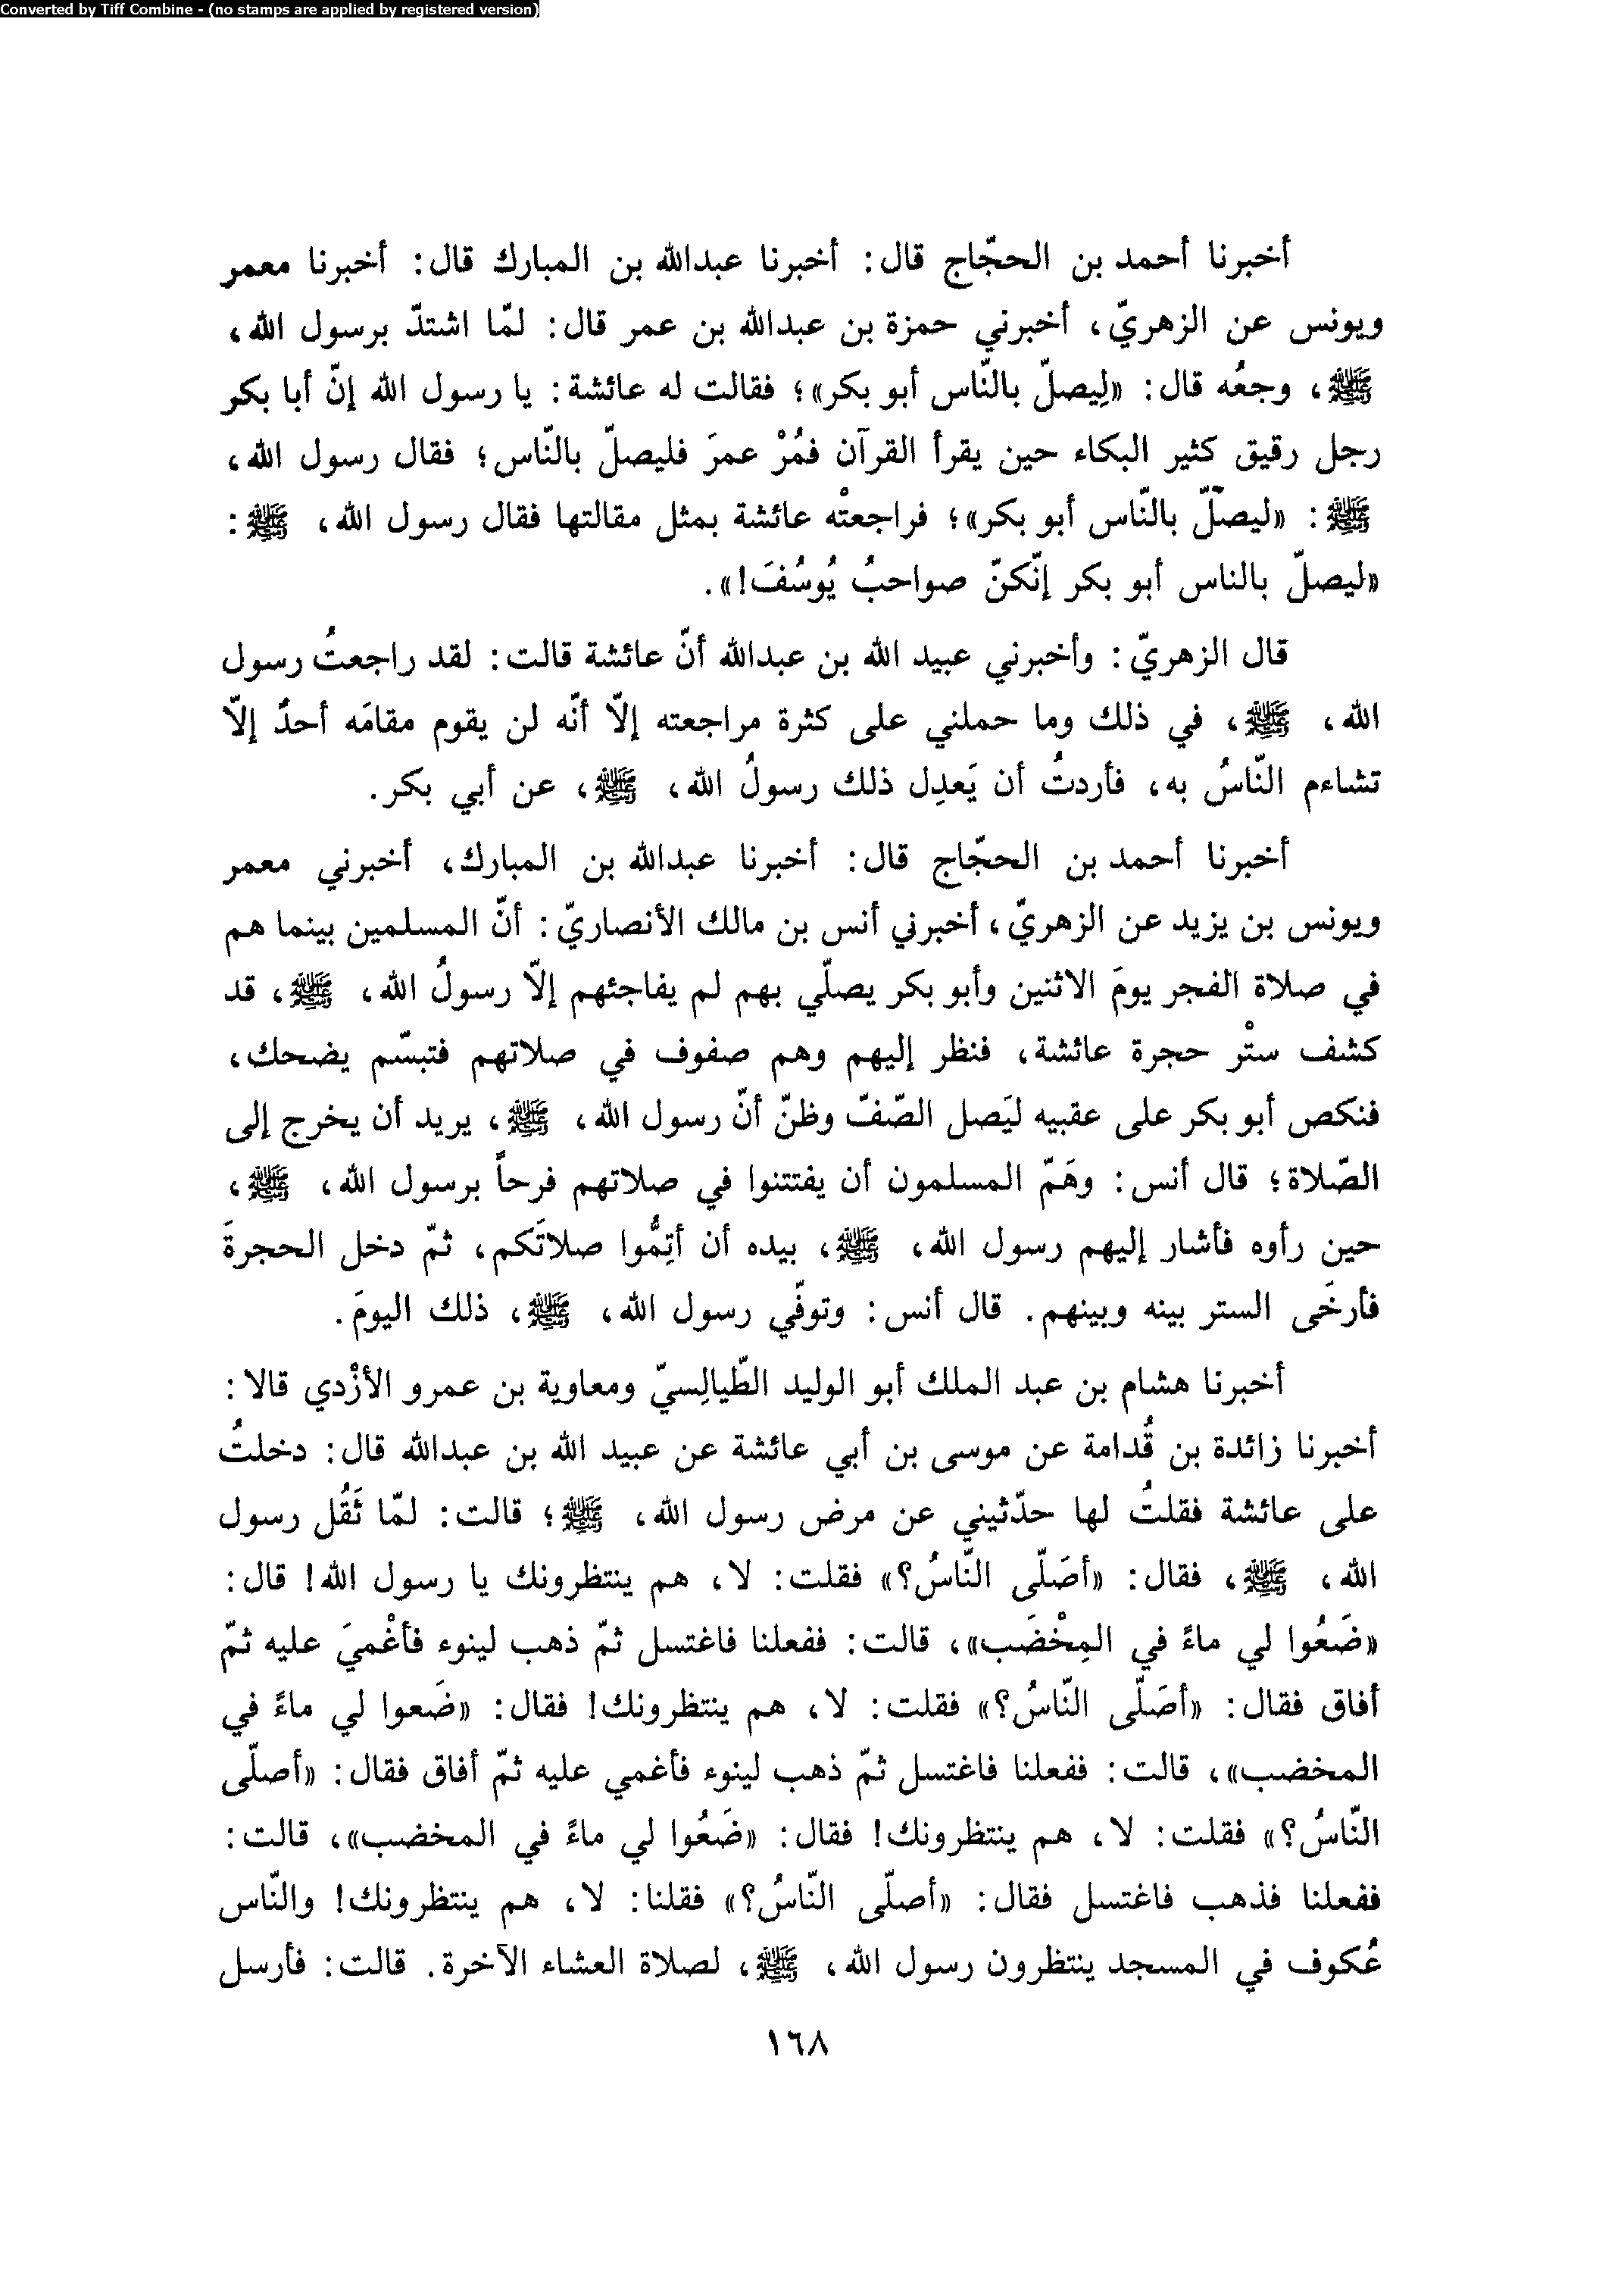 Converted by Tiff Combine - (no stamps are applied by registered version)
أخبرنا أحمد بن الحجّاج قال: أخبرنا عبدالله بن المبارك قال: أخبرنا معمر
ويونس عن الزهريّ، أخبرني حمزة بن عبدالله بن عمر قال: لمّا اشتدّ برسول الله،
ﷺ، وجعُه قال: «لِيصلّ بالنّاس أبو بكر»؛ فقالت له عائشة: يا رسول الله إنّ أبا بكر
رجل رقيق كثير البكاء حين يقرأ القرآن فمُرْ عمرَ فليصلّ بالنّاس؛ فقال رسول الله،
ﷺ: «ليصلّ بالنّاس أبو بكر»؛ فراجعتْه عائشة بمثل مقالتها فقال رسول الله، ﷺ:
«ليصلّ بالناس أبو بكر إنّكنّ صواحبُ يُوسُفَ!».
قال الزهريّ: وأخبرني عبيد الله بن عبدالله أنّ عائشة قالت: لقد راجعتُ رسول
الله، ﷺ، في ذلك وما حملني على كثرة مراجعته إلاّ أنّه لن يقوم مقامَه أحدٌ إلاّ
تشاءم النّاسُ به، فأردتُ أن يَعدِل ذلك رسولُ الله، ﷺ، عن أبي بكر.
أخبرنا أحمد بن الحجّاج قال: أخبرنا عبدالله بن المبارك، أخبرني معمر
ويونس بن يزيد عن الزهريّ، أخبرني أنس بن مالك الأنصاريّ: أنّ المسلمين بينما هم
في صلاة الفجر يومَ الاثنين وأبو بكر يصلّي بهم لم يفاجئهم إلاّ رسولُ الله، ﷺ، قد
كشف ستْر حجرة عائشة، فنظر إليهم وهم صفوف في صلاتهم فتبسّم يضحك،
فنكص أبو بكر على عقبيه ليَصل الصّفّ وظنّ أنّ رسول الله، ﷺ، يريد أن يخرج إلى
الصّلاة؛ قال أنس: وهَمّ المسلمون أن يفتتنوا في صلاتهم فرحاً برسول الله، ﷺ،
حين رأوه فأشار إليهم رسول الله، ﷺ، بيده أن أتِمُّوا صلاتَكم، ثمّ دخل الحجرةَ
فأرخَى الستر بينه وبينهم. قال أنس: وتوفّي رسول الله، ﷺ، ذلك اليومَ.
أخبرنا هشام بن عبد الملك أبو الوليد الطّيالِسيّ ومعاوية بن عمرو الأزْدي قالا:
أخبرنا زائدة بن قُدامة عن موسى بن أبي عائشة عن عبيد الله بن عبدالله قال: دخلتُ
على عائشة فقلتُ لها حدّثيني عن مرض رسول الله، ﷺ؛ قالت: لمّا ثَقُل رسول
الله، ﷺ، فقال: «أصَلّى النّاسُ؟» فقلت: لا، هم ينتظرونك يا رسول الله! قال:
«ضَعُوا لي ماءً في المِخْضَب»، قالت: ففعلنا فاغتسل ثمّ ذهب لينوء فأغْميَ عليه ثمّ
أفاق فقال: «أصَلّى النّاسُ؟» فقلت: لا، هم ينتظرونك! فقال: «ضَعوا لي ماءً في
المخضب»، قالت: ففعلنا فاغتسل ثمّ ذهب لينوء فأغمي عليه ثمّ أفاق فقال: «أصلّى
النّاسُ؟» فقلت: لا، هم ينتظرونك! فقال: «ضَعُوا لي ماءً في المخضب»، قالت:
ففعلنا فذهب فاغتسل فقال: «أصلّى النّاسُ؟» فقلنا: لا، هم ينتظرونك! والنّاس
عُكوف في المسجد ينتظرون رسول الله، ﷺ، لصلاة العشاء الآخرة. قالت: فأرسل
١٦٨